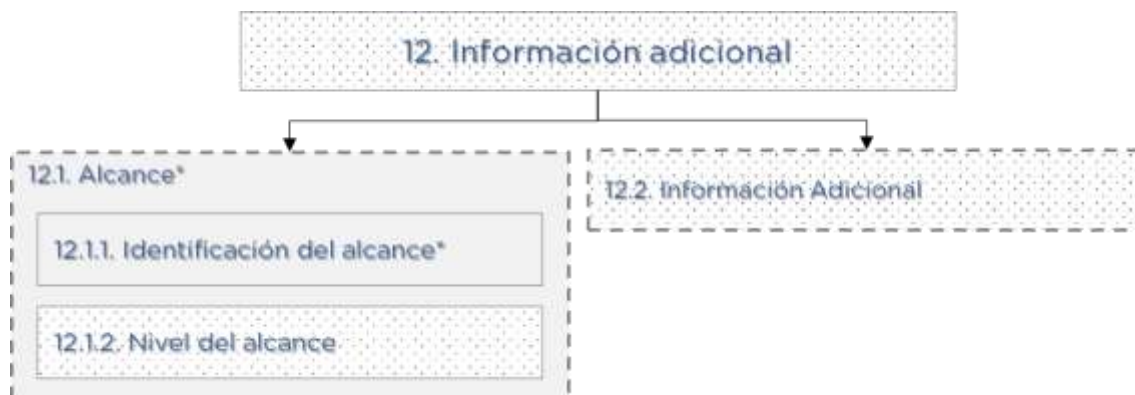 12. Información adicional
12.1. Alcance*
12.1.1. Identificación del alcance*
12.1.2. Nivel del alcance
12.2. Información Adicional